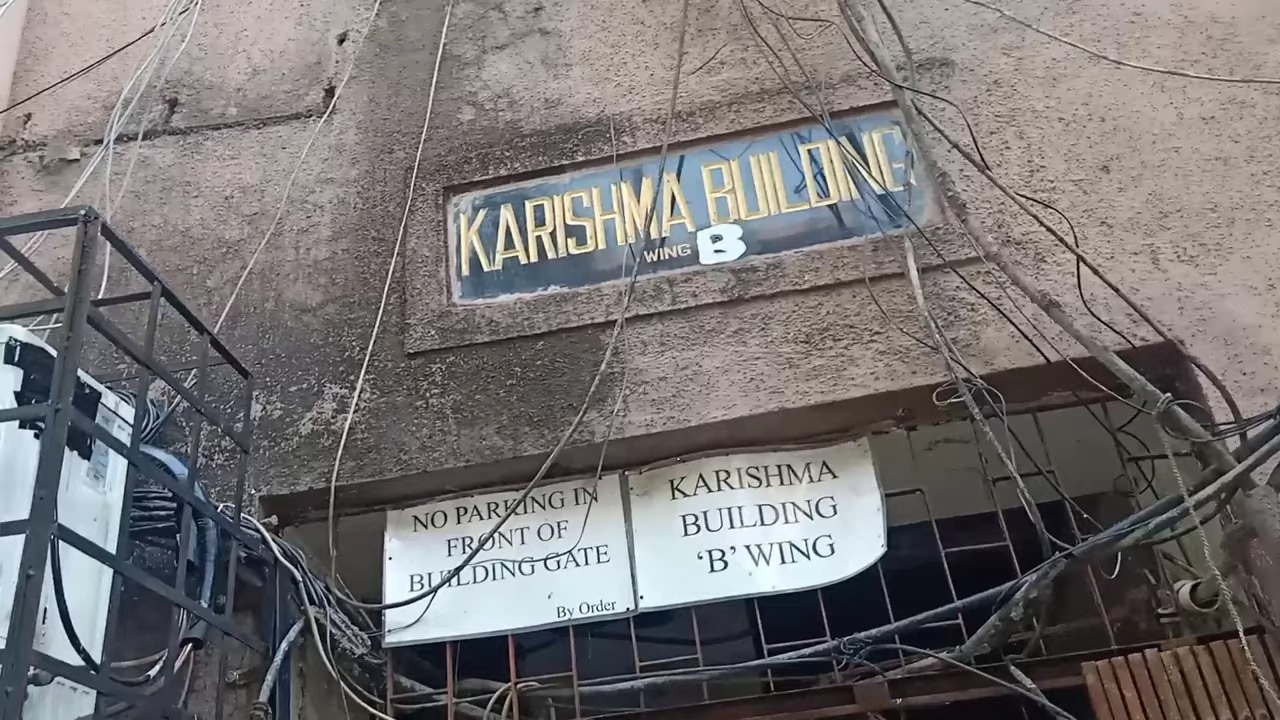 KARISHMA BUILDING
WING B
NO PARKING IN
FRONT OF
BUILDING GATE
By Order
KARISHMA
BUILDING
‘B’ WING